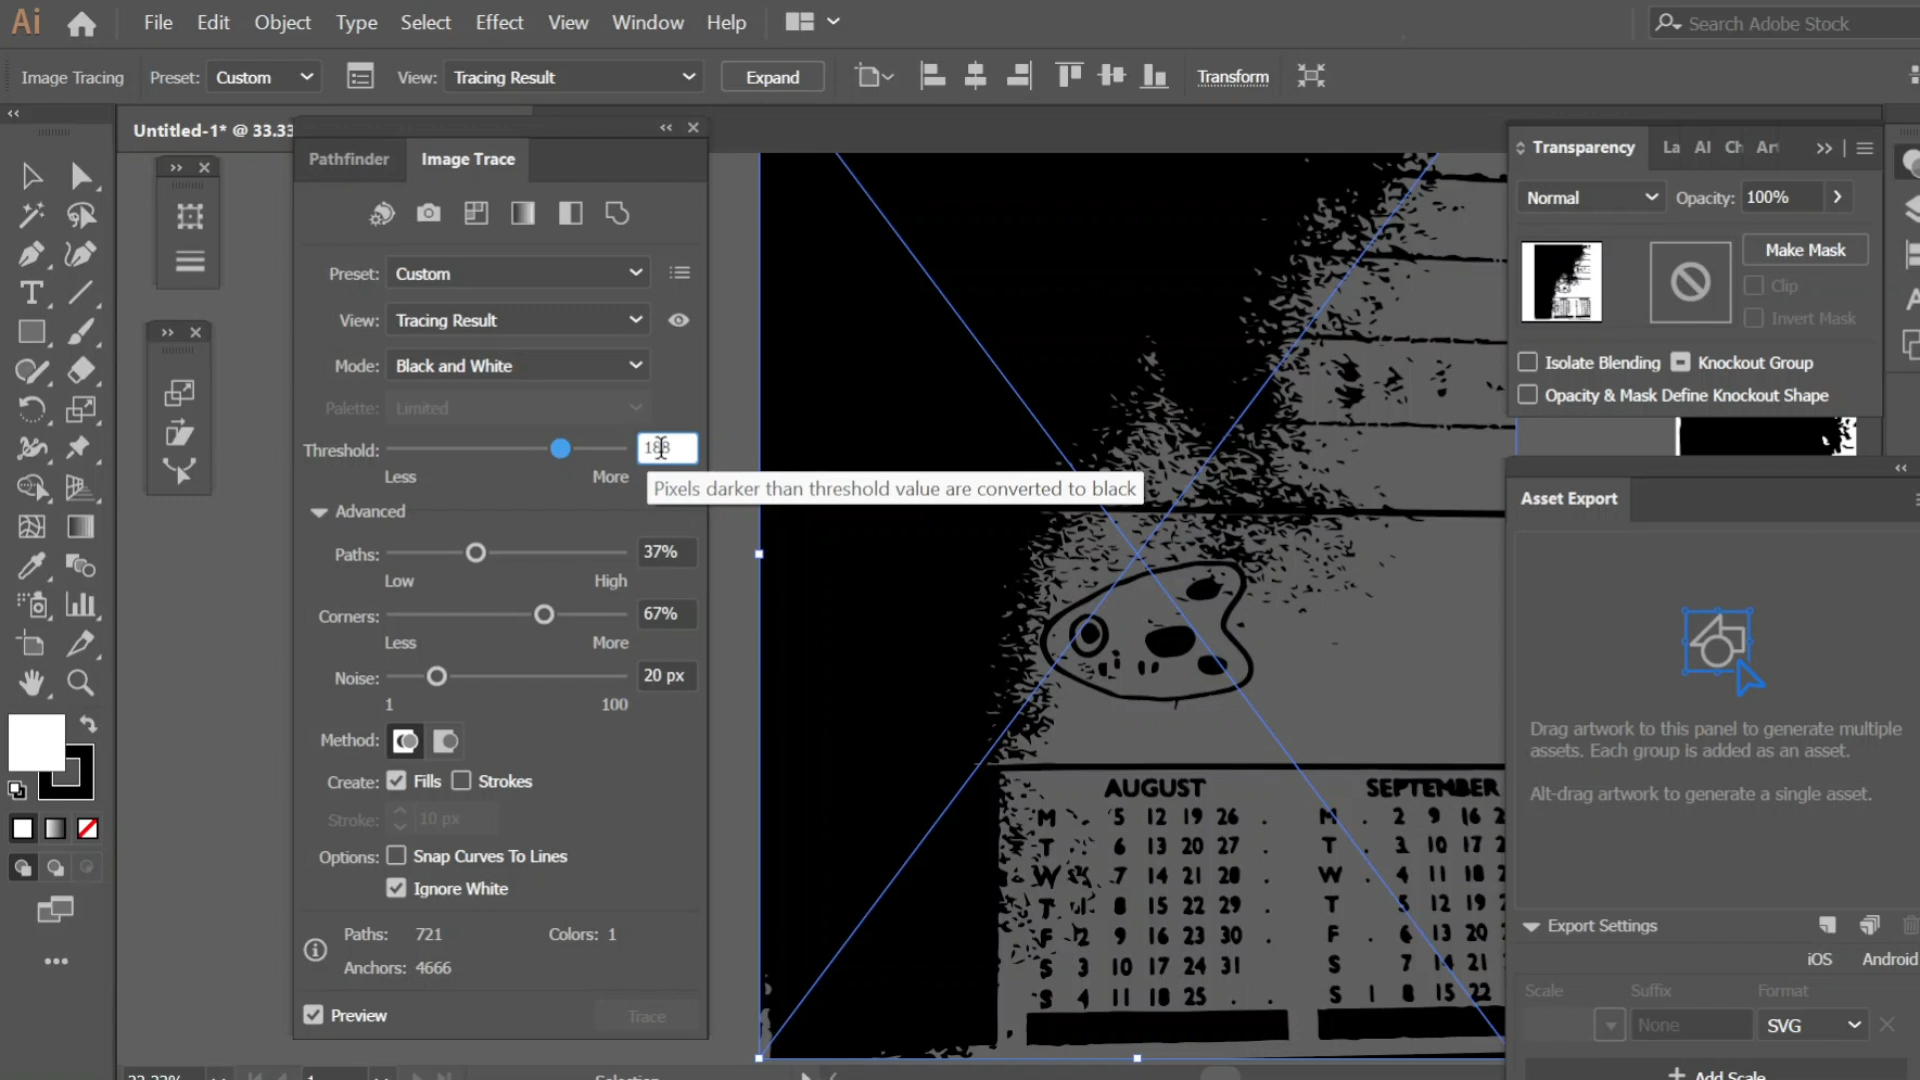 Ai File Edit Object Type Select Effect View Window Help Search Adobe Stock
Image Tracing Preset: Custom View: Tracing Result Expand Transform
Untitled-1* @ 33.33
Pathfinder Image Trace
Preset: Custom
View: Tracing Result
Mode: Black and White
Palette: Limited
Threshold: 188
Less More
Pixels darker than threshold value are converted to black
Advanced
Paths: 37%
Low High
Corners: 67%
Less More
Noise: 20 px
1 100
Method:
Create: Fills Strokes
Stroke: 10 px
Options: Snap Curves To Lines
Ignore White
Paths: 721 Colors: 1
Anchors: 4666
Preview Trace
AUGUST
M 5 12 19 26 .
T 6 13 20 27 .
W 7 14 21 28 .
T 1 8 15 22 29 .
F 2 9 16 23 30 .
S 3 10 17 24 31
S 4 11 18 25 . .
SEPTEMBER
M . 2 9 16 2
T . 3 10 17 2
W . 4 11 18 2
T 5 12 19 2
F . 6 13 20 2
S 7 14 21
S 1 8 15 22
Transparency La Al Ch Ar
Normal Opacity: 100%
Make Mask
Clip
Invert Mask
Isolate Blending Knockout Group
Opacity & Mask Define Knockout Shape
Asset Export
Drag artwork to this panel to generate multiple
assets. Each group is added as an asset.
Alt-drag artwork to generate a single asset.
Export Settings
iOS Android
Scale Suffix Format
None SVG
Add Scale
33.33% 1 Selection